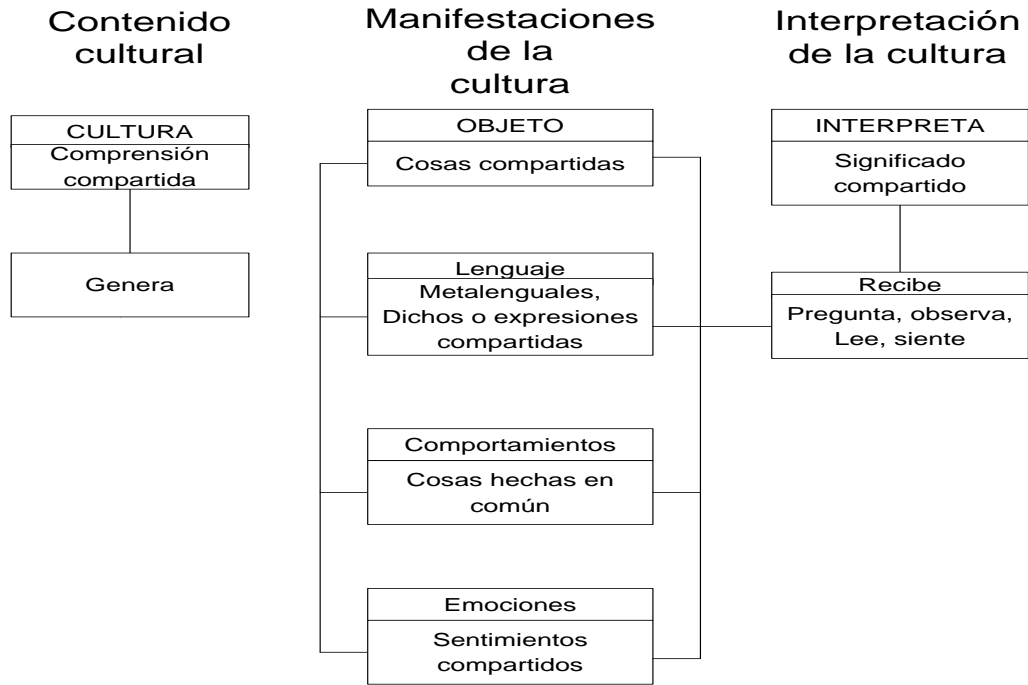 Contenido
cultural
Manifestaciones
de la
cultura
Interpretación
de la cultura
CULTURA
Comprensión
compartida
Genera
OBJETO
Cosas compartidas
Lenguaje
Metalenguales,
Dichos o expresiones
compartidas
Comportamientos
Cosas hechas en
común
Emociones
Sentimientos
compartidos
INTERPRETA
Significado
compartido
Recibe
Pregunta, observa,
Lee, siente